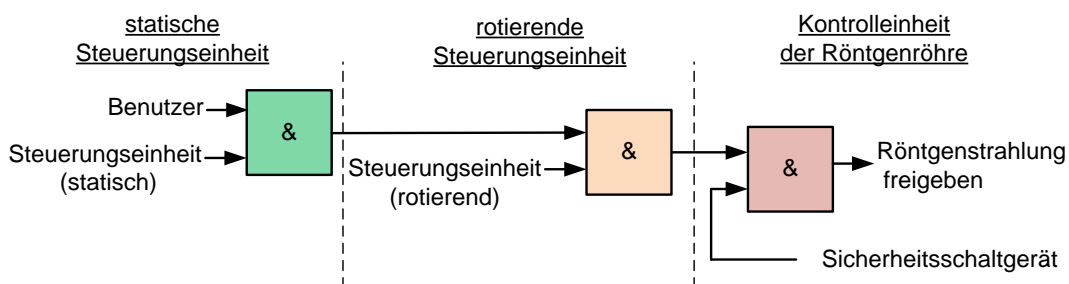 statische
Steuerungseinheit
rotierende
Steuerungseinheit
Kontrolleinheit
der Röntgenröhre
Benutzer
&
Steuerungseinheit
(statisch)
&
Steuerungseinheit
(rotierend)
&
Röntgenstrahlung
freigeben
Sicherheitsschaltgerät